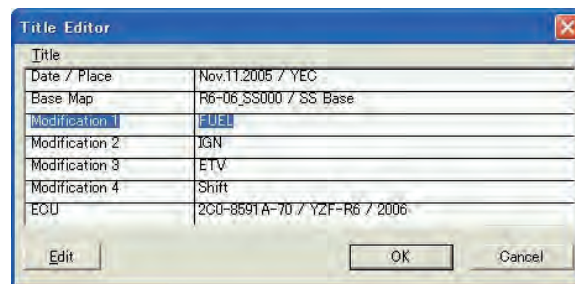 Title Editor
Title
Date / Place Nov.11.2005 / YEC
Base Map R6-06_SS000 / SS Base
Modification 1 FUEL
Modification 2 IGN
Modification 3 ETV
Modification 4 Shift
ECU 2C0-8591A-70 / YZF-R6 / 2006
Edit OK Cancel